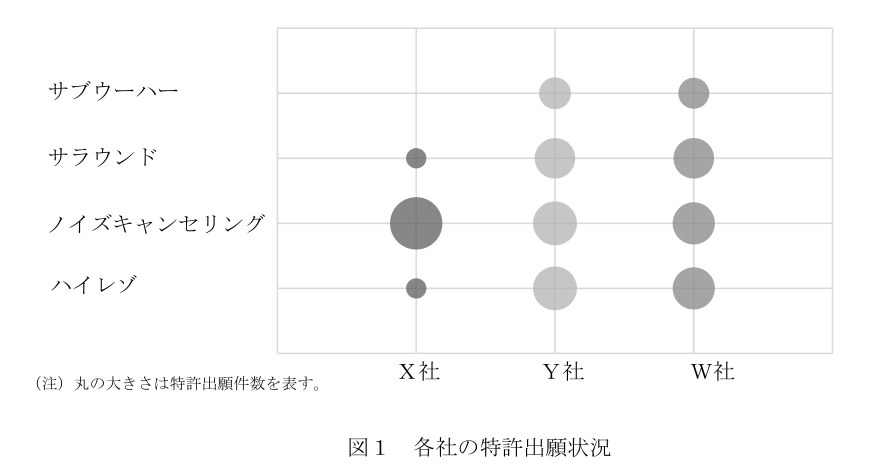 サブウーハー
サラウンド
ノイズキャンセリング
ハイレゾ
X社 Y社 W社
(注)丸の大きさは特許出願件数を表す。
図1 各社の特許出願状況